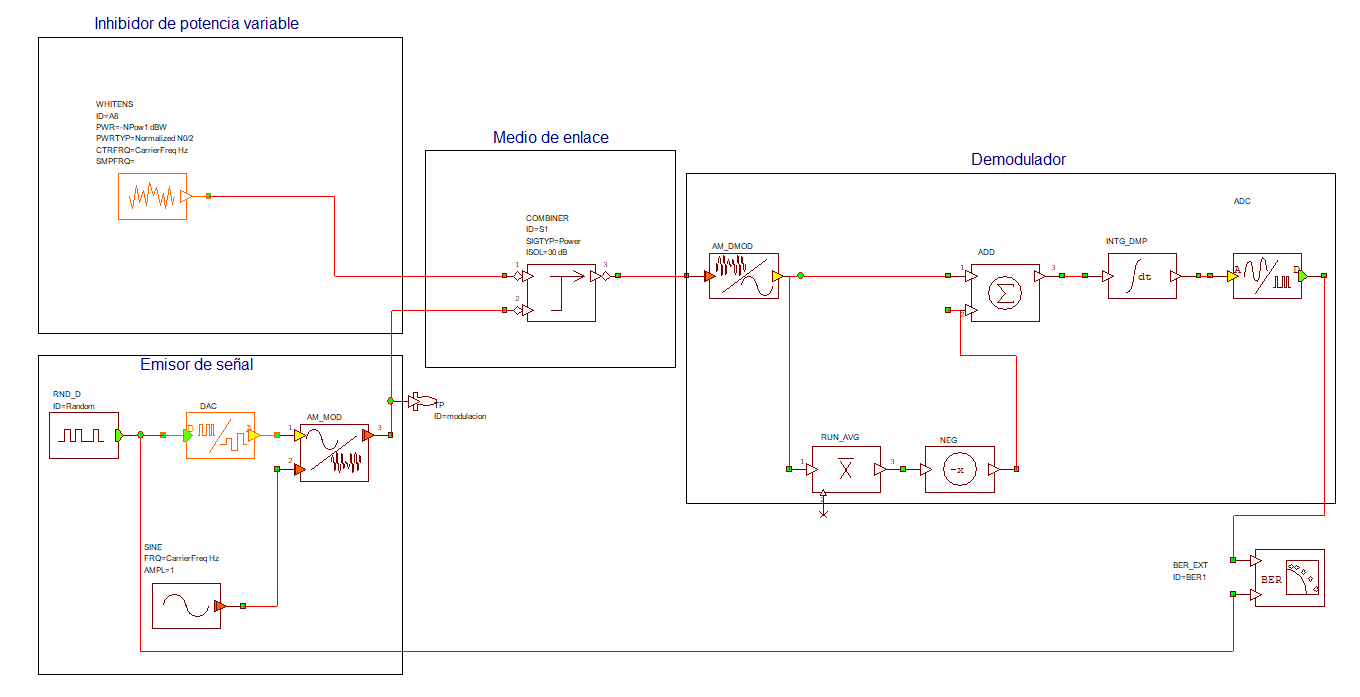 Inhibidor de potencia variable
WHITENS
ID=A8
PWR=-NPow1 dBW
PWRTYP=Normalized N0/2
CTRFRQ=CarrierFreq Hz
SMPFRQ=
Medio de enlace
COMBINER
ID=S1
SIGTYP=Power
ISOL=30 dB
1
2
3
Demodulador
AM_DMOD
ADD
1
2
3
INTG_DMP
dt
ADC
A
D
RUN_AVG
1
3
X
NEG
-x
Emisor de señal
RND_D
ID=Random
DAC
D
A
AM_MOD
1
2
3
TP
ID=modulacion
SINE
FRQ=CarrierFreq Hz
AMPL=1
BER_EXT
ID=BER1
BER